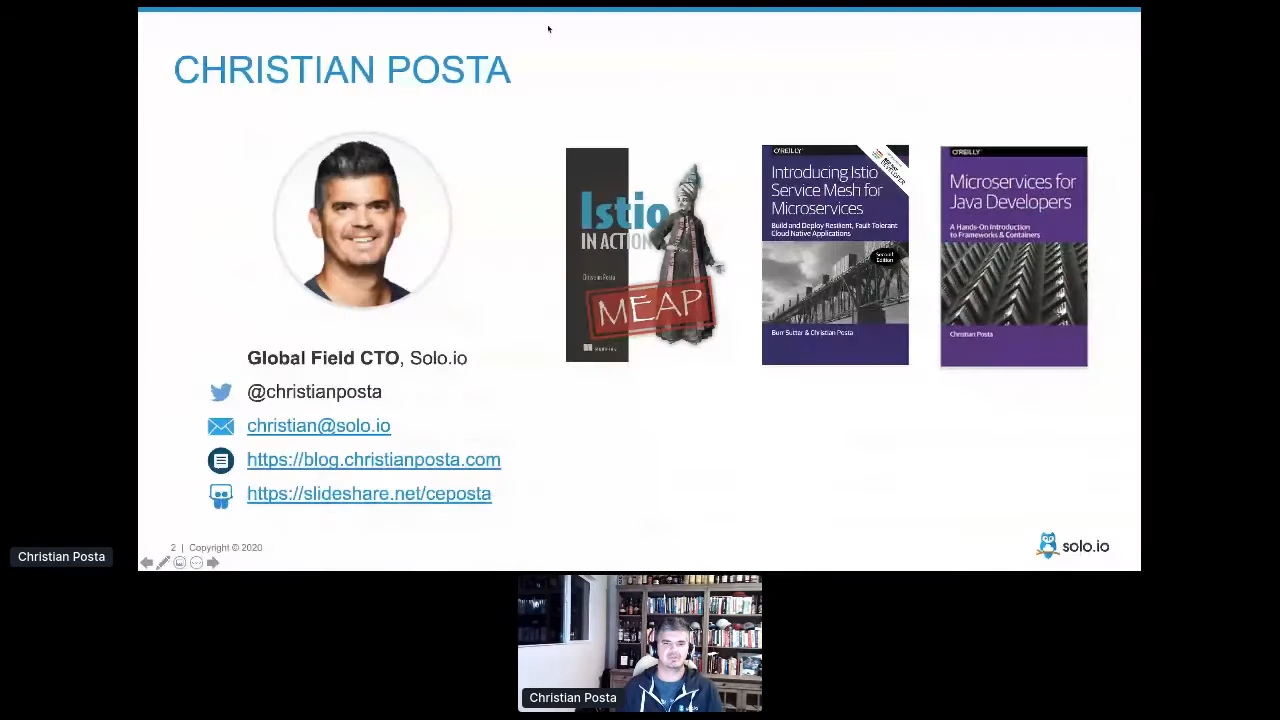 CHRISTIAN POSTA
Istio
IN ACTION
Christian Posta
MEAP
MANNING
O'REILLY
Introducing Istio
Service Mesh for
Microservices
Build and Deploy Resilient, Fault-Tolerant
Cloud Native Applications
Second
Edition
Burr Sutter & Christian Posta
O'REILLY
Microservices for
Java Developers
A Hands-On Introduction
to Frameworks & Containers
Christian Posta
Global Field CTO, Solo.io
@christianposta
christian@solo.io
https://blog.christianposta.com
https://slideshare.net/ceposta
2 | Copyright © 2020
solo.io
Christian Posta
Christian Posta